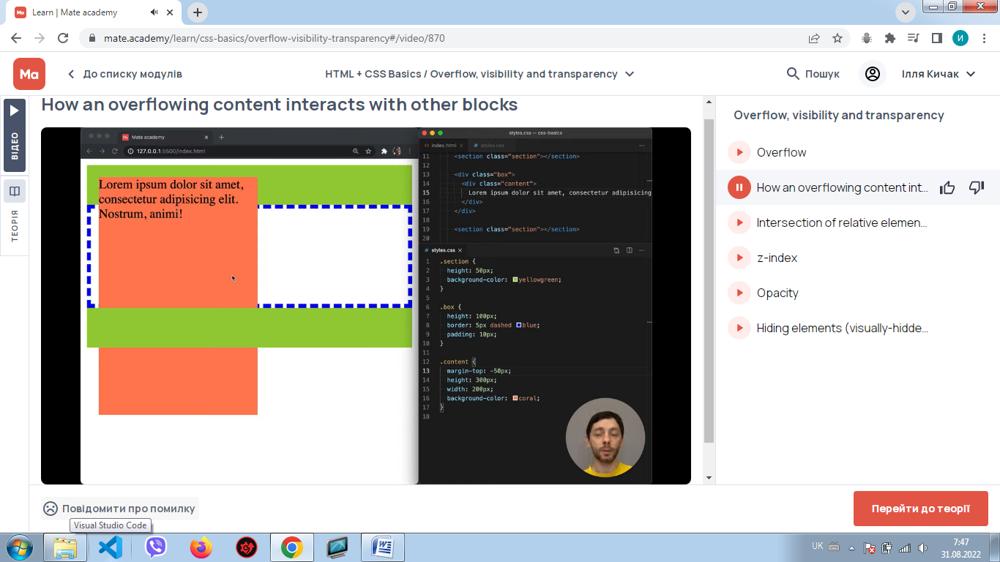 Learn | Mate academy
mate.academy/learn/css-basics/overflow-visibility-transparency#/video/870
И
Ma
До списку модулів
HTML + CSS Basics / Overflow, visibility and transparency
Пошук
Ілля Кичак
ВІДЕО
ТЕОРІЯ
How an overflowing content interacts with other blocks
Mate academy
127.0.0.1:5500/index.html
Lorem ipsum dolor sit amet,
consectetur adipisicing elit.
Nostrum, animi!
styles.css — css-basics
index.html
styles.css
11 <section class="section"></section>
12
13 <div class="box">
14 <div class="content">
15 Lorem ipsum dolor sit amet, consectetur adipisicing
16 </div>
17 </div>
18
19 <section class="section"></section>
20
styles.css
1 .section {
2 height: 50px;
3 background-color: yellowgreen;
4 }
5
6 .box {
7 height: 100px;
8 border: 5px dashed blue;
9 padding: 10px;
10 }
11
12 .content {
13 margin-top: -50px;
14 height: 300px;
15 width: 200px;
16 background-color: coral;
17 }
18
Overflow, visibility and transparency
Overflow
How an overflowing content int...
Intersection of relative elemen...
z-index
Opacity
Hiding elements (visually-hidde...
Повідомити про помилку
Перейти до теорії
Visual Studio Code
UK
7:47
31.08.2022